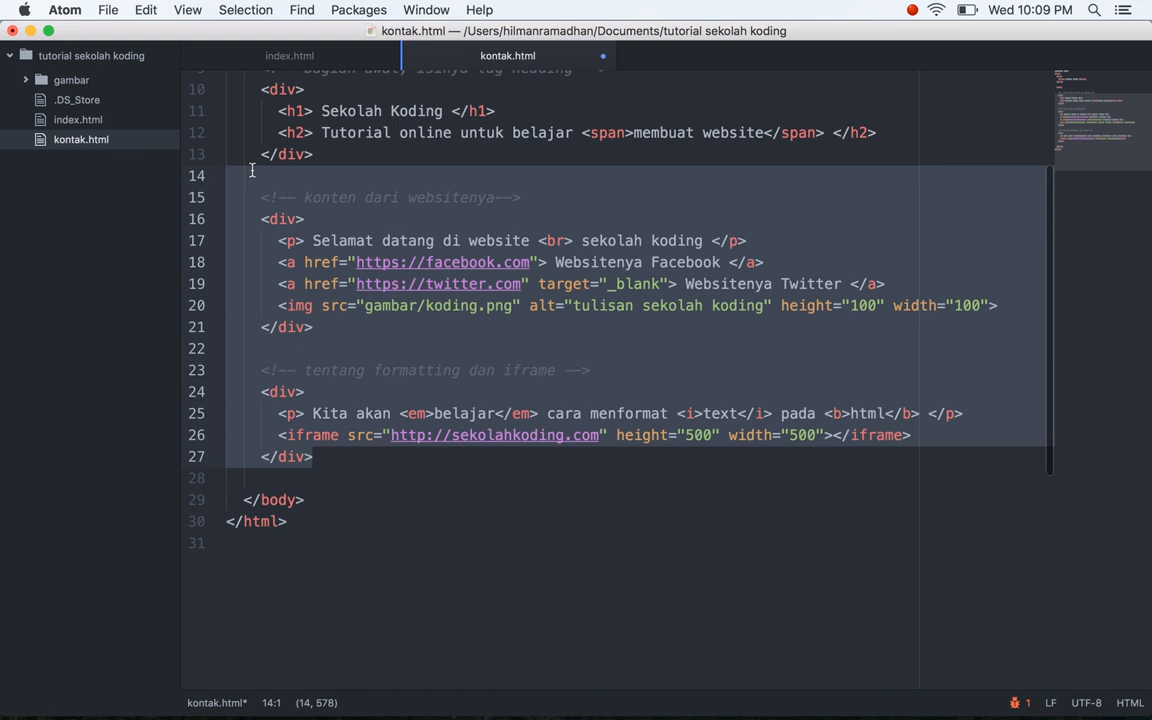 Atom File Edit View Selection Find Packages Window Help Wed 10:09 PM
kontak.html — /Users/hilmanramadhan/Documents/tutorial sekolah koding
tutorial sekolah koding
gambar
.DS_Store
index.html
kontak.html
index.html kontak.html
10 <div>
11 <h1> Sekolah Koding </h1>
12 <h2> Tutorial online untuk belajar <span>membuat website</span> </h2>
13 </div>
14
15 <!-- konten dari websitenya-->
16 <div>
17 <p> Selamat datang di website <br> sekolah koding </p>
18 <a href="https://facebook.com"> Websitenya Facebook </a>
19 <a href="https://twitter.com" target="_blank"> Websitenya Twitter </a>
20 <img src="gambar/koding.png" alt="tulisan sekolah koding" height="100" width="100">
21 </div>
22
23 <!-- tentang formatting dan iframe -->
24 <div>
25 <p> Kita akan <em>belajar</em> cara menformat <i>text</i> pada <b>html</b> </p>
26 <iframe src="http://sekolahkoding.com" height="500" width="500"></iframe>
27 </div>
28
29 </body>
30 </html>
31
kontak.html* 14:1 (14, 578) 1 LF UTF-8 HTML